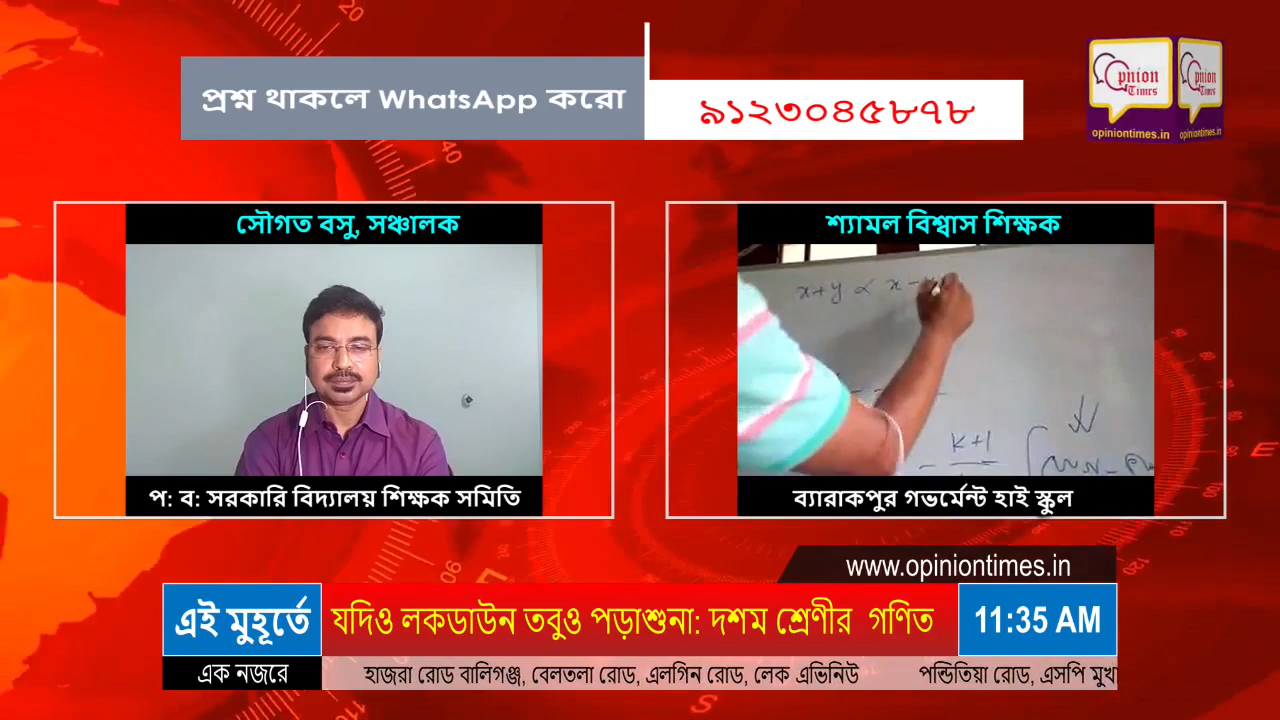 প্রশ্ন থাকলে WhatsApp করো
৯১২৩০৪৫৮৭৮
Opnion
Times
opiniontimes.in
Opnion
Times
opiniontimes.in
সৌগত বসু, সঞ্চালক
শ্যামল বিশ্বাস শিক্ষক
x+y ∝ x-
k+1
প: ব: সরকারি বিদ্যালয় শিক্ষক সমিতি
ব্যারাকপুর গভর্মেন্ট হাই স্কুল
www.opiniontimes.in
এই মুহূর্তে
যদিও লকডাউন তবুও পড়াশুনা: দশম শ্রেণীর গণিত
11:35 AM
এক নজরে
হাজরা রোড বালিগঞ্জ, বেলতলা রোড, এলগিন রোড, লেক এভিনিউ
পন্ডিতিয়া রোড, এসপি মুখা